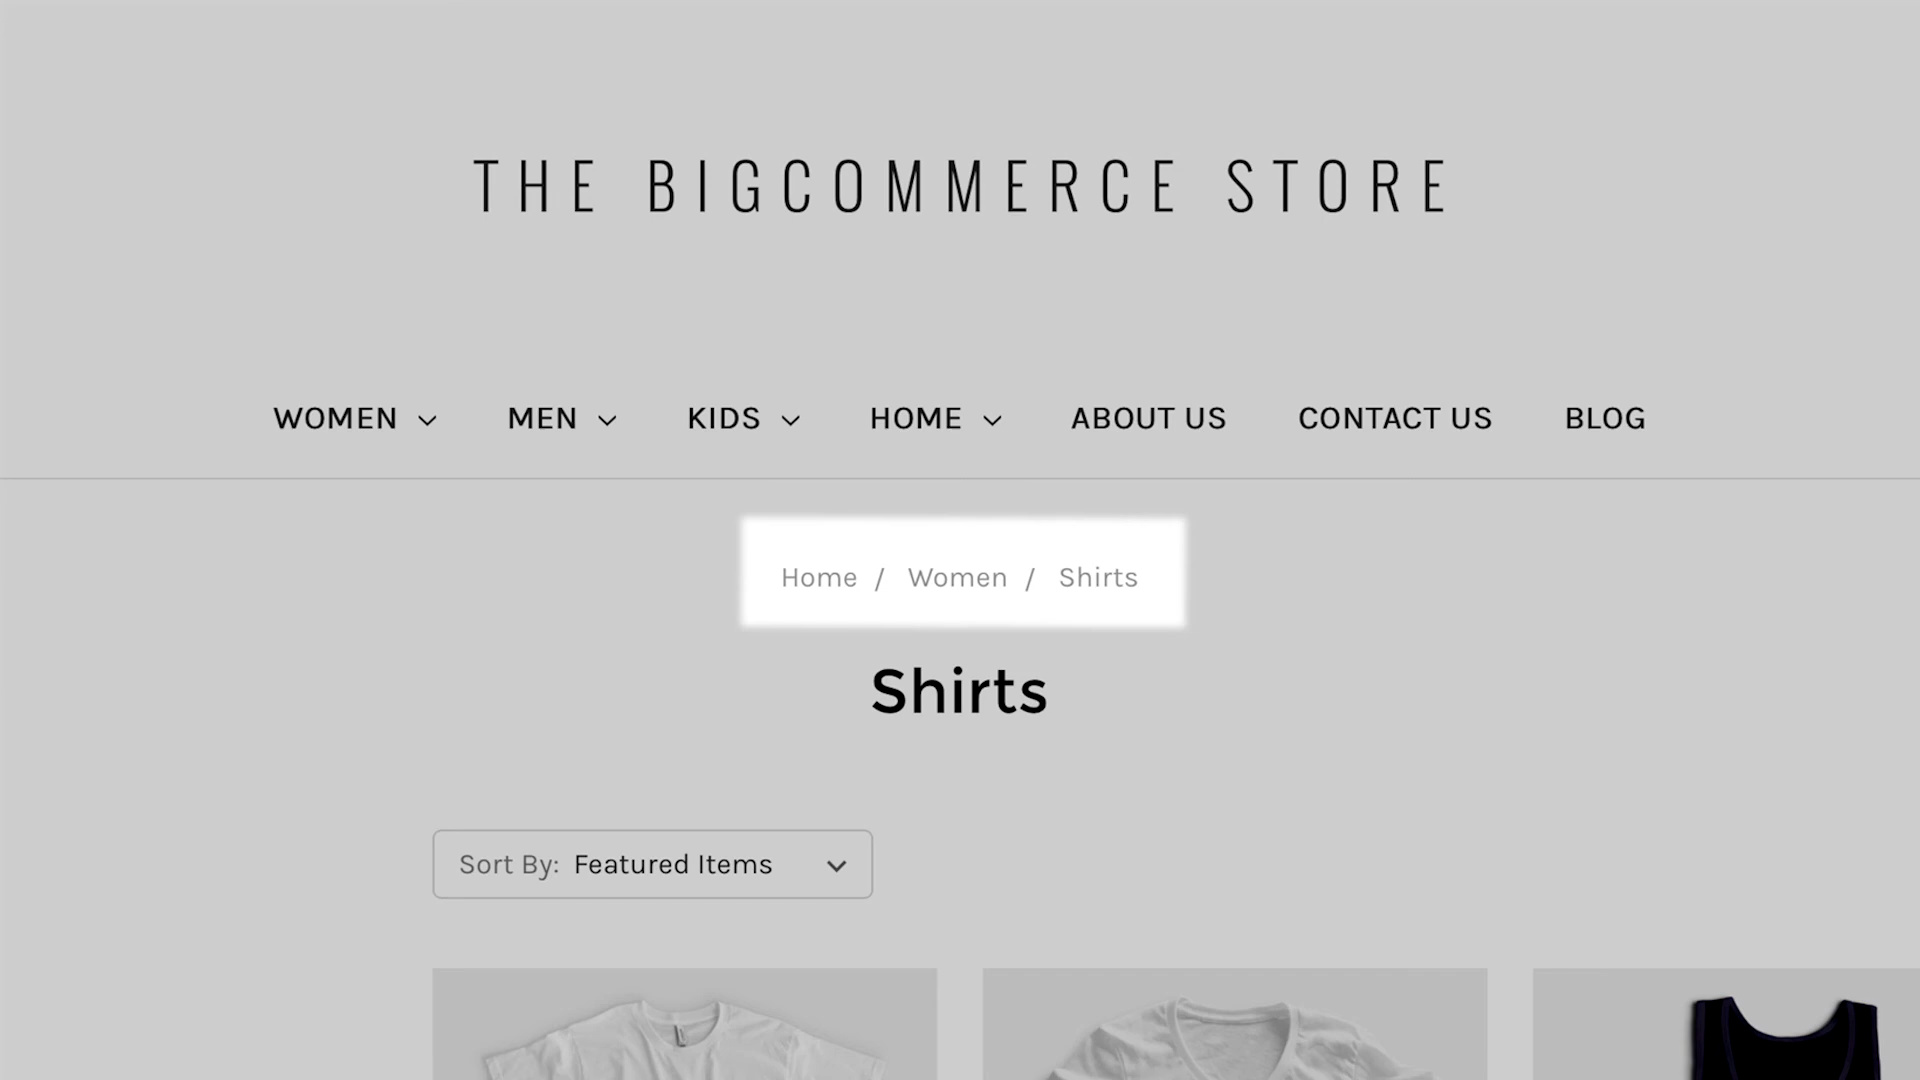 THE BIGCOMMERCE STORE
WOMEN MEN KIDS HOME ABOUT US CONTACT US BLOG
Home / Women / Shirts
Shirts
Sort By: Featured Items